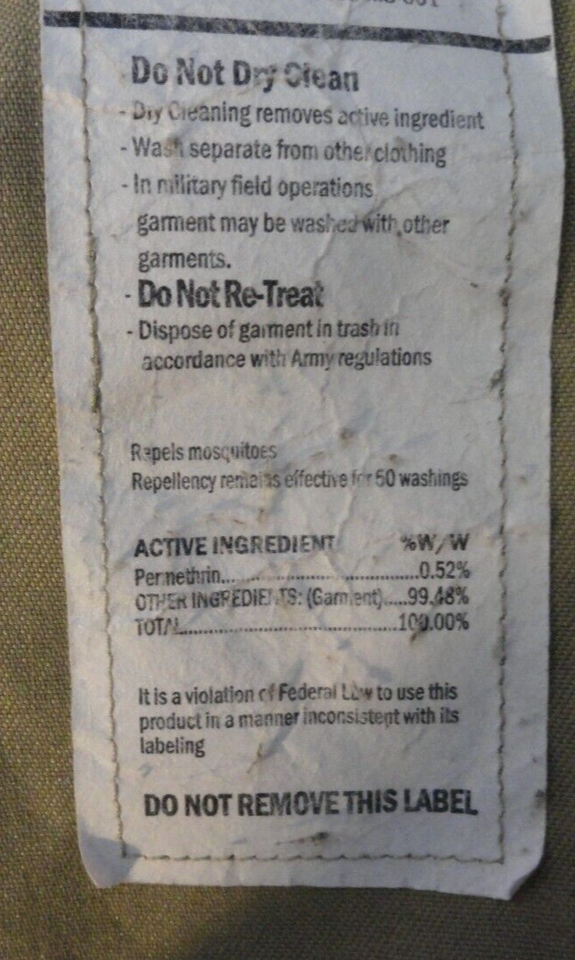 Do Not Dry Clean
- Dry Cleaning removes active ingredient
- Wash separate from other clothing
- In military field operations
garment may be washed with other
garments.
- Do Not Re-Treat
- Dispose of garment in trash in
accordance with Army regulations
Repels mosquitoes
Repellency remains effective for 50 washings
ACTIVE INGREDIENT %W/W
Permethrin..............................0.52%
OTHER INGREDIENTS: (Garment).....99.48%
TOTAL.................................100.00%
It is a violation of Federal Law to use this
product in a manner inconsistent with its
labeling
DO NOT REMOVE THIS LABEL